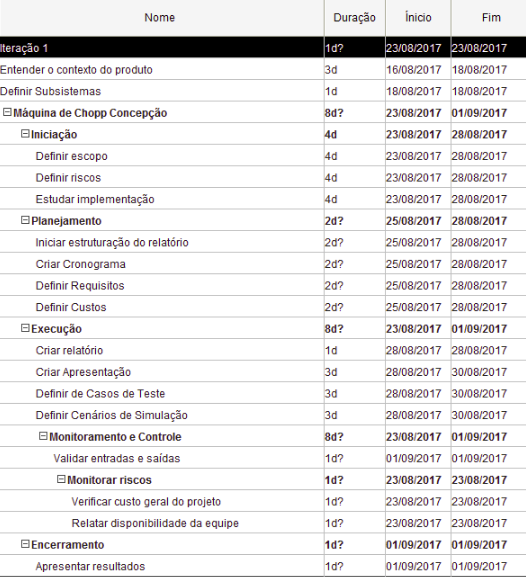 Nome Duração Ínicio Fim
Iteração 1 1d? 23/08/2017 23/08/2017
Entender o contexto do produto 3d 16/08/2017 18/08/2017
Definir Subsistemas 1d 18/08/2017 18/08/2017
Máquina de Chopp Concepção 8d? 23/08/2017 01/09/2017
Iniciação 4d 23/08/2017 28/08/2017
Definir escopo 4d 23/08/2017 28/08/2017
Definir riscos 4d 23/08/2017 28/08/2017
Estudar implementação 4d 23/08/2017 28/08/2017
Planejamento 2d? 25/08/2017 28/08/2017
Iniciar estruturação do relatório 2d? 25/08/2017 28/08/2017
Criar Cronograma 2d? 25/08/2017 28/08/2017
Definir Requisitos 2d? 25/08/2017 28/08/2017
Definir Custos 2d? 25/08/2017 28/08/2017
Execução 8d? 23/08/2017 01/09/2017
Criar relatório 1d 28/08/2017 28/08/2017
Criar Apresentação 3d 28/08/2017 30/08/2017
Definir de Casos de Teste 3d 28/08/2017 30/08/2017
Definir Cenários de Simulação 3d 28/08/2017 30/08/2017
Monitoramento e Controle 8d? 23/08/2017 01/09/2017
Validar entradas e saídas 1d? 01/09/2017 01/09/2017
Monitorar riscos 1d? 23/08/2017 23/08/2017
Verificar custo geral do projeto 1d? 23/08/2017 23/08/2017
Relatar disponibilidade da equipe 1d? 23/08/2017 23/08/2017
Encerramento 1d? 01/09/2017 01/09/2017
Apresentar resultados 1d? 01/09/2017 01/09/2017